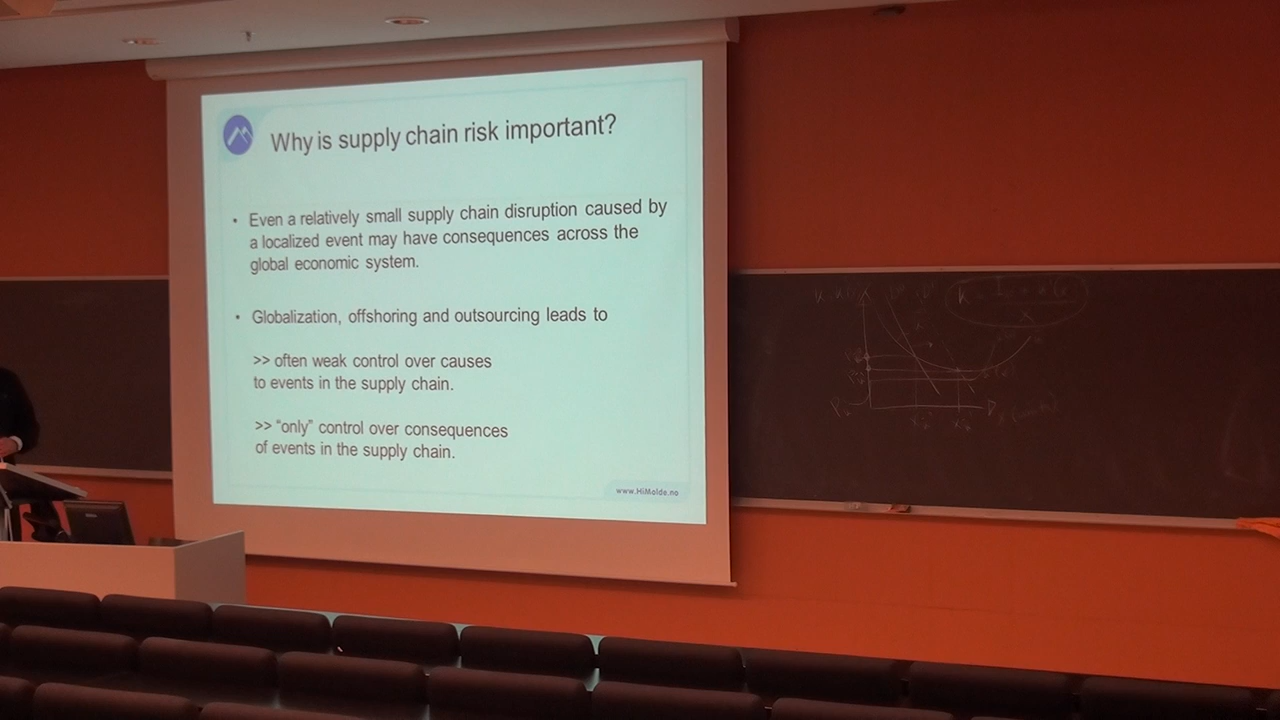 Why is supply chain risk important?
• Even a relatively small supply chain disruption caused by
a localized event may have consequences across the
global economic system.
• Globalization, offshoring and outsourcing leads to
>> often weak control over causes
to events in the supply chain.
>> "only" control over consequences
of events in the supply chain.
www.HiMolde.no